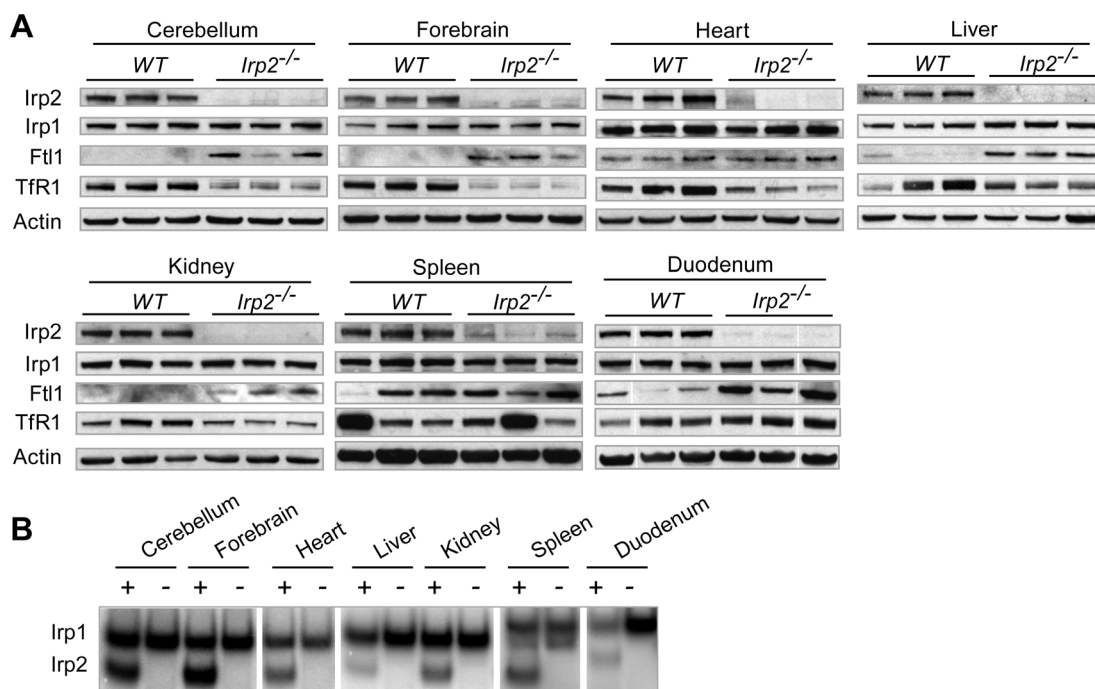 A
Cerebellum Forebrain Heart Liver
WT Irp2-/- WT Irp2-/- WT Irp2-/- WT Irp2-/-
Irp2
Irp1
Ftl1
TfR1
Actin
Kidney Spleen Duodenum
WT Irp2-/- WT Irp2-/- WT Irp2-/-
Irp2
Irp1
Ftl1
TfR1
Actin
B
Cerebellum Forebrain Heart Liver Kidney Spleen Duodenum
+ - + - + - + - + - + - + -
Irp1
Irp2